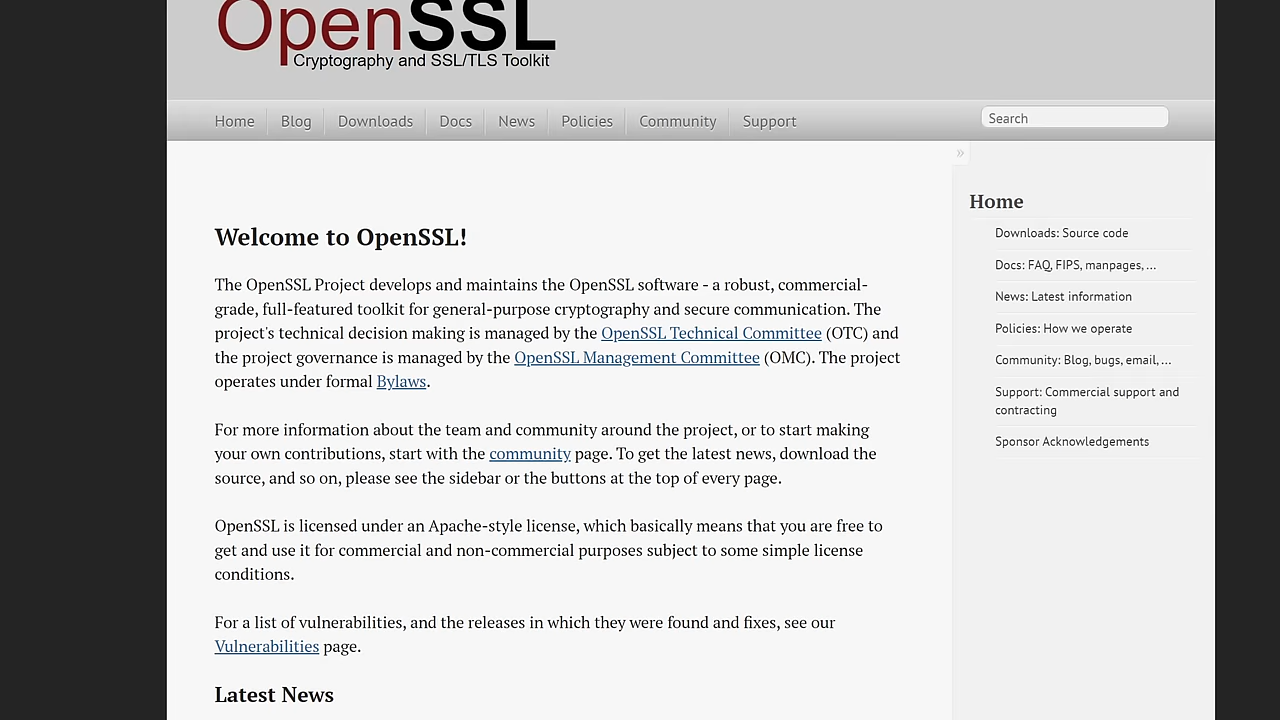 OpenSSL
Cryptography and SSL/TLS Toolkit
Home Blog Downloads Docs News Policies Community Support Search
»
Welcome to OpenSSL!
The OpenSSL Project develops and maintains the OpenSSL software - a robust, commercial-
grade, full-featured toolkit for general-purpose cryptography and secure communication. The
project's technical decision making is managed by the OpenSSL Technical Committee (OTC) and
the project governance is managed by the OpenSSL Management Committee (OMC). The project
operates under formal Bylaws.
For more information about the team and community around the project, or to start making
your own contributions, start with the community page. To get the latest news, download the
source, and so on, please see the sidebar or the buttons at the top of every page.
OpenSSL is licensed under an Apache-style license, which basically means that you are free to
get and use it for commercial and non-commercial purposes subject to some simple license
conditions.
For a list of vulnerabilities, and the releases in which they were found and fixes, see our
Vulnerabilities page.
Latest News
Home
Downloads: Source code
Docs: FAQ, FIPS, manpages, ...
News: Latest information
Policies: How we operate
Community: Blog, bugs, email, ...
Support: Commercial support and
contracting
Sponsor Acknowledgements